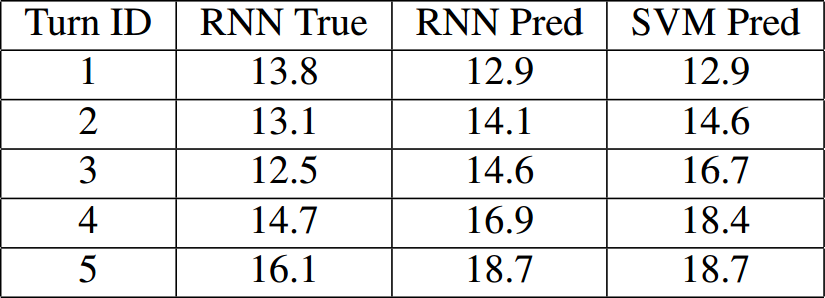 Turn ID RNN True RNN Pred SVM Pred
1 13.8 12.9 12.9
2 13.1 14.1 14.6
3 12.5 14.6 16.7
4 14.7 16.9 18.4
5 16.1 18.7 18.7